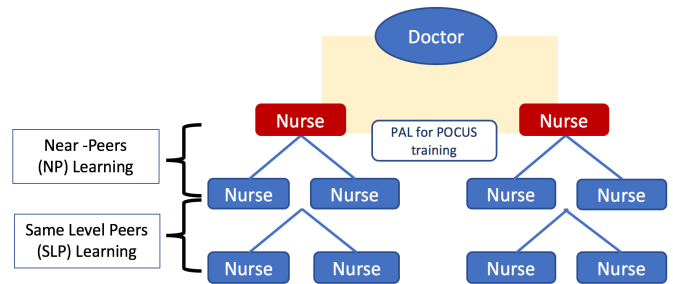 Doctor
Nurse
Nurse
PAL for POCUS
training
Near -Peers
(NP) Learning
Nurse
Nurse
Nurse
Nurse
Same Level Peers
(SLP) Learning
Nurse
Nurse
Nurse
Nurse